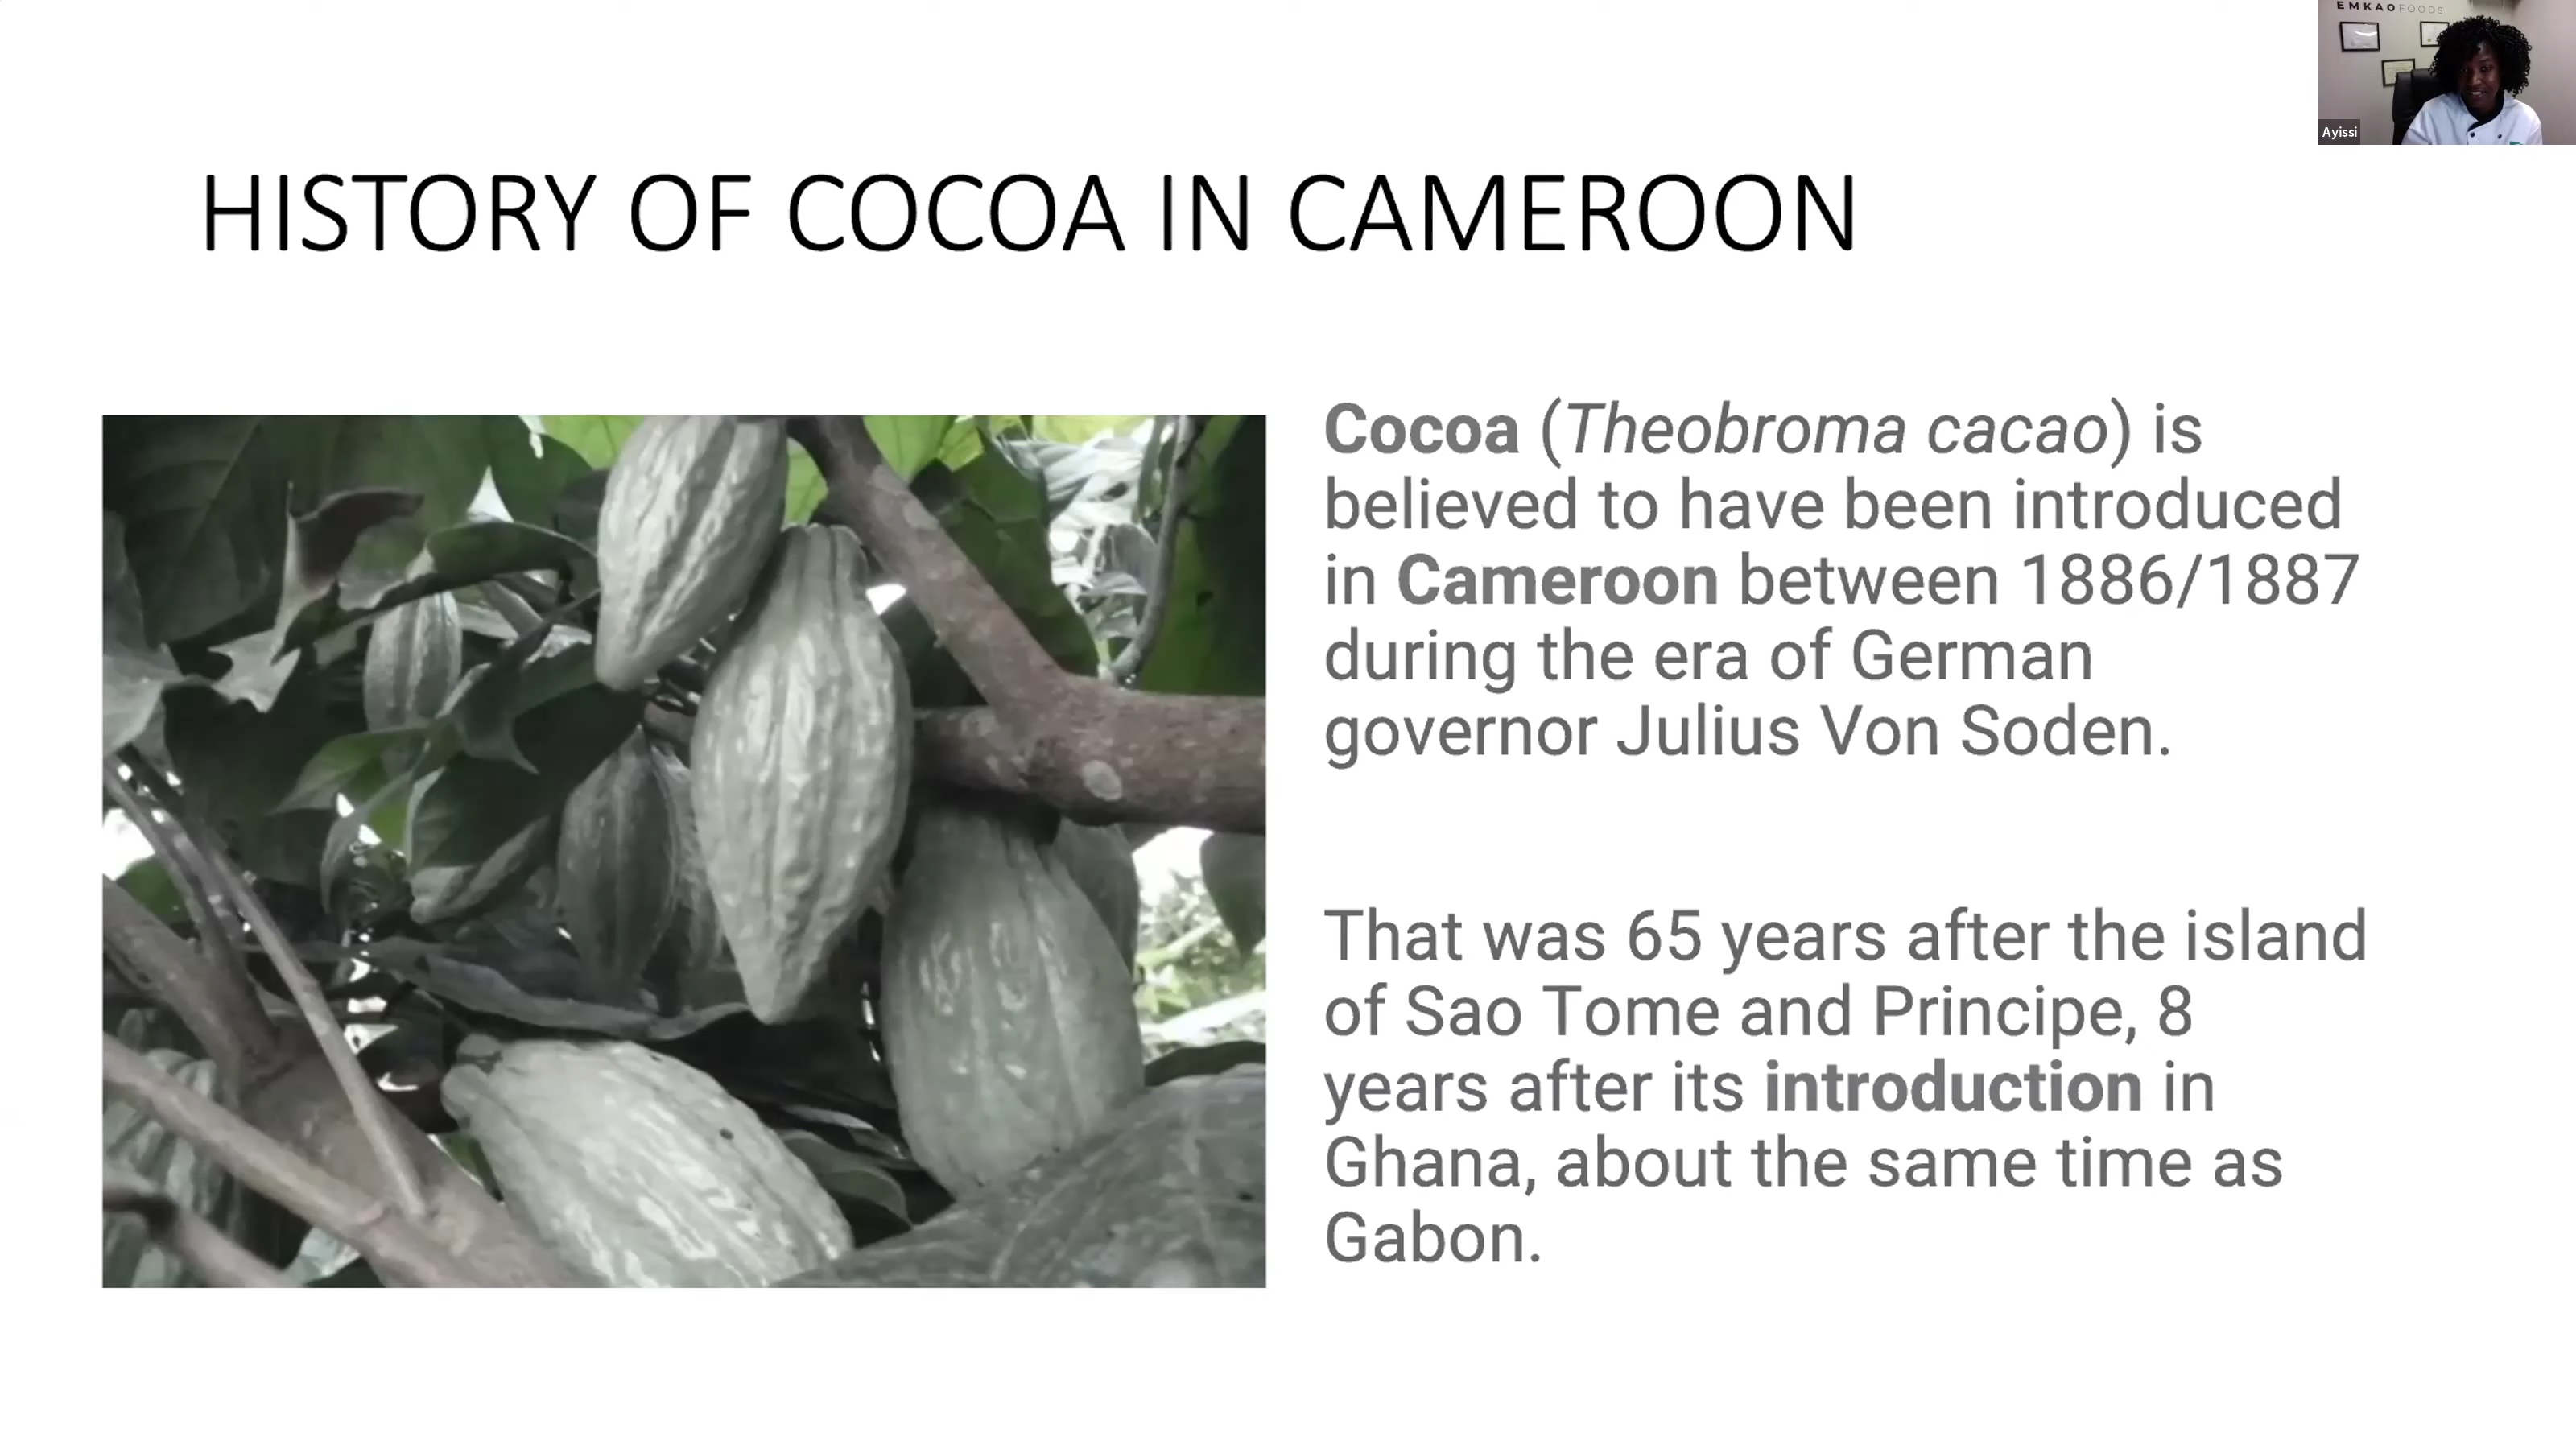 EMKAOFOODS
Ayissi
HISTORY OF COCOA IN CAMEROON
Cocoa (Theobroma cacao) is
believed to have been introduced
in Cameroon between 1886/1887
during the era of German
governor Julius Von Soden.
That was 65 years after the island
of Sao Tome and Principe, 8
years after its introduction in
Ghana, about the same time as
Gabon.